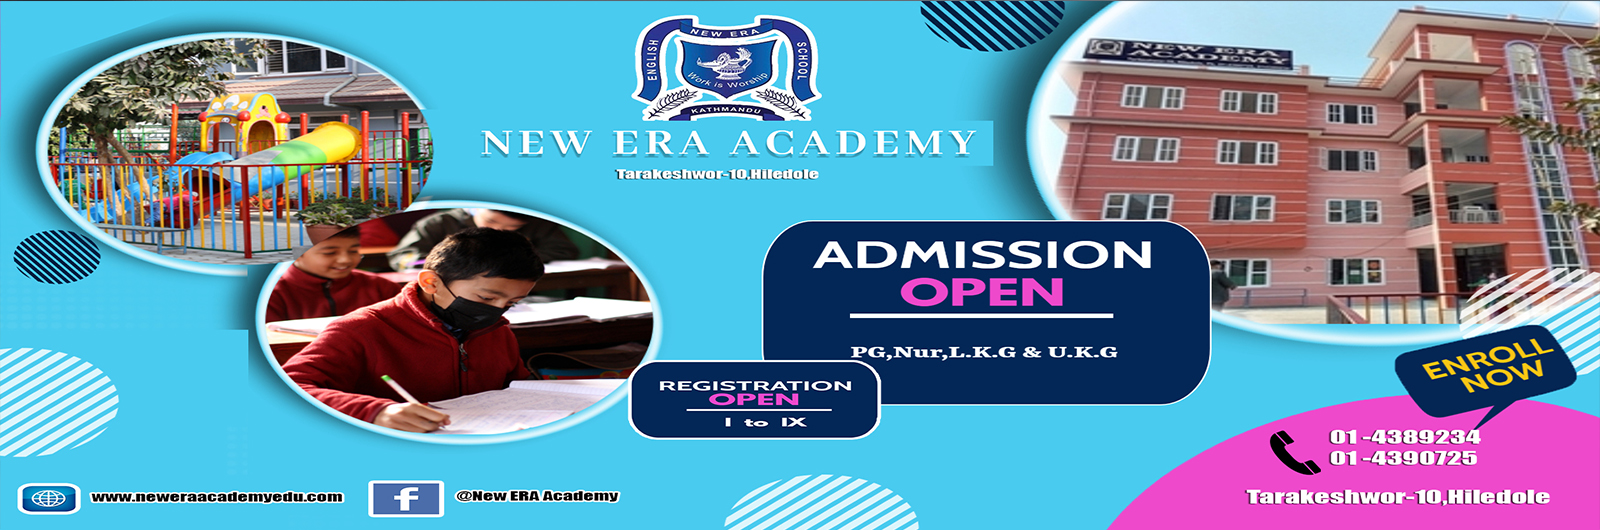 NEW ERA
ENGLISH
SCHOOL
Work is Worship
KATHMANDU
NEW ERA ACADEMY
Tarakeshwor-10,Hiledole
NEW ERA
ACADEMY
ADMISSION
OPEN
PG,Nur,L.K.G & U.K.G
REGISTRATION
OPEN
I to IX
ENROLL
NOW
01-4389234
01-4390725
Tarakeshwor-10,Hiledole
www.neweraacademyedu.com
f
@New ERA Academy